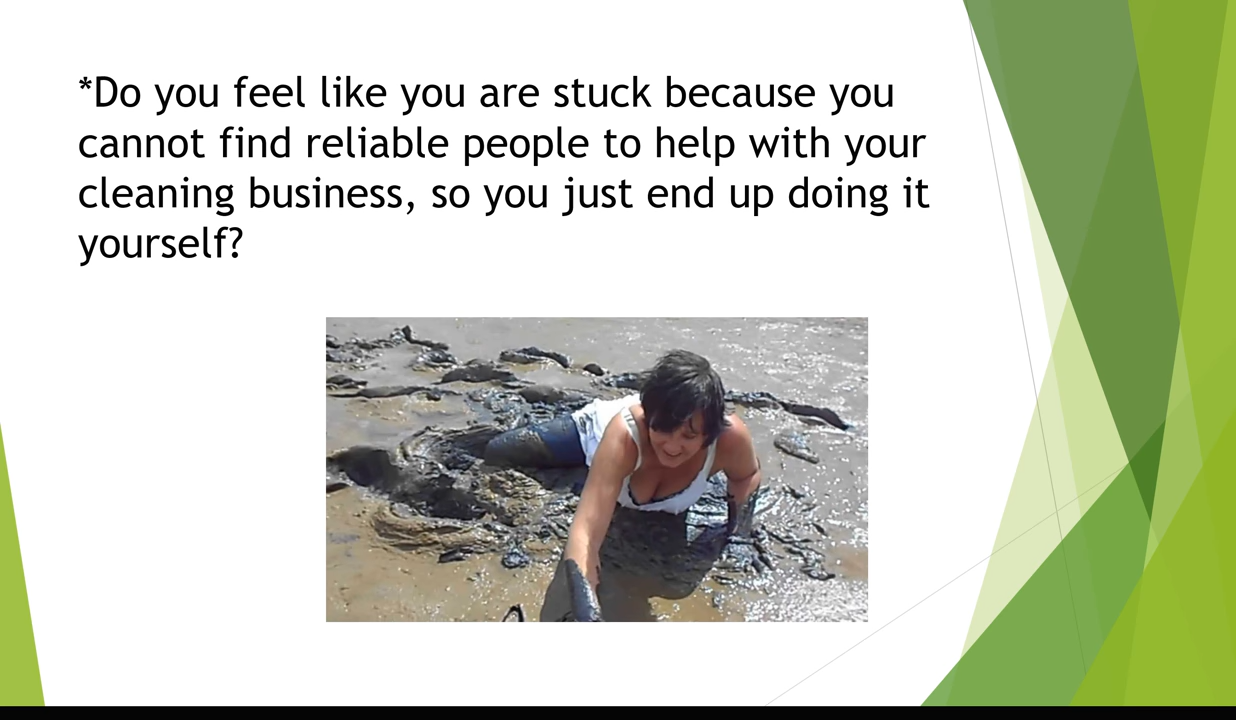 *Do you feel like you are stuck because you
cannot find reliable people to help with your
cleaning business, so you just end up doing it
yourself?